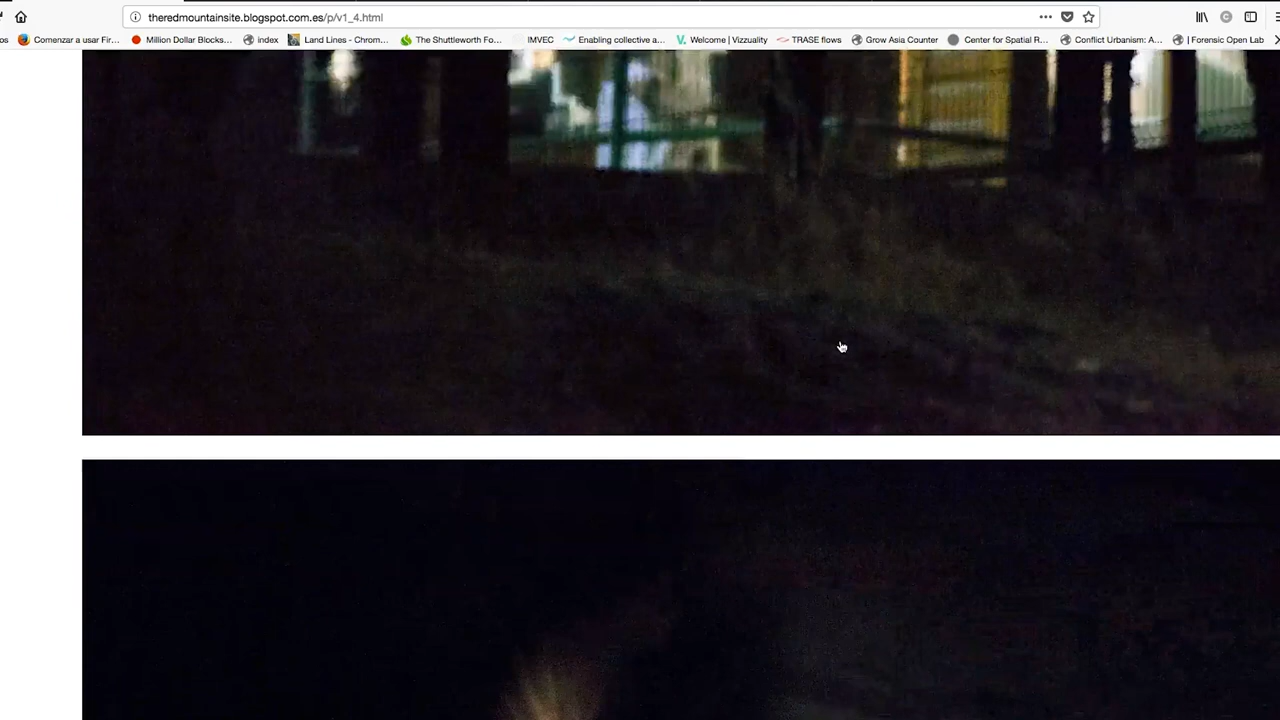 theredmountainsite.blogspot.com.es/p/v1_4.html
os Comenzar a usar Fir... Million Dollar Blocks... index Land Lines - Chrom... The Shuttleworth Fo... IMVEC Enabling collective a... Welcome | Vizzuality TRASE flows Grow Asia Counter Center for Spatial R... Conflict Urbanism: A... | Forensic Open Lab